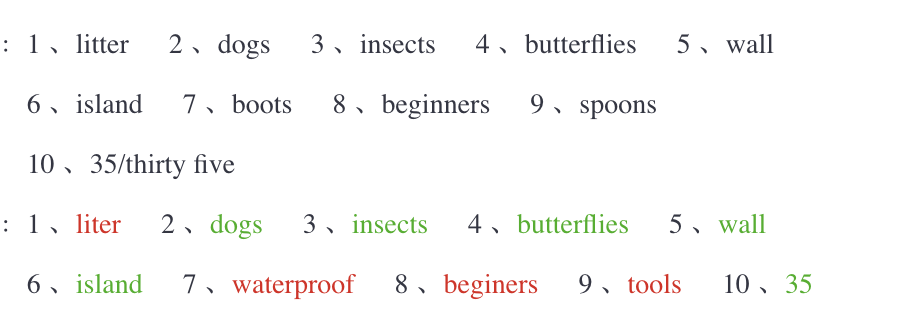 : 1 、litter 2 、dogs 3 、insects 4 、butterflies 5 、wall
6 、island 7 、boots 8 、beginners 9 、spoons
10 、35/thirty five
: 1 、liter 2 、dogs 3 、insects 4 、butterflies 5 、wall
6 、island 7 、waterproof 8 、beginers 9 、tools 10 、35